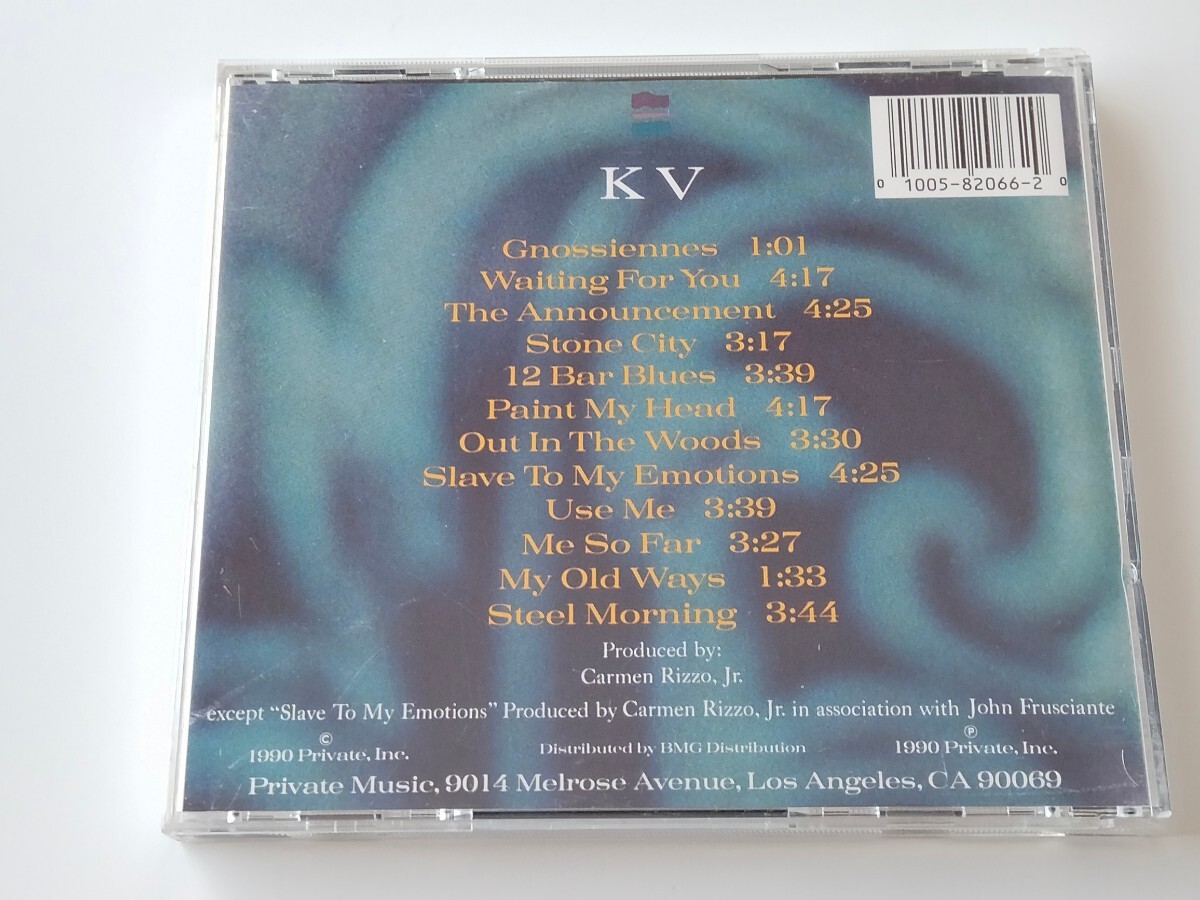 0 1005-82066-2 0
K V
Gnossiennes 1:01
Waiting For You 4:17
The Announcement 4:25
Stone City 3:17
12 Bar Blues 3:39
Paint My Head 4:17
Out In The Woods 3:30
Slave To My Emotions 4:25
Use Me 3:39
Me So Far 3:27
My Old Ways 1:33
Steel Morning 3:44
Produced by:
Carmen Rizzo, Jr.
except “Slave To My Emotions” Produced by Carmen Rizzo, Jr. in association with John Frusciante
© ℗
1990 Private, Inc. Distributed by BMG Distribution 1990 Private, Inc.
Private Music, 9014 Melrose Avenue, Los Angeles, CA 90069